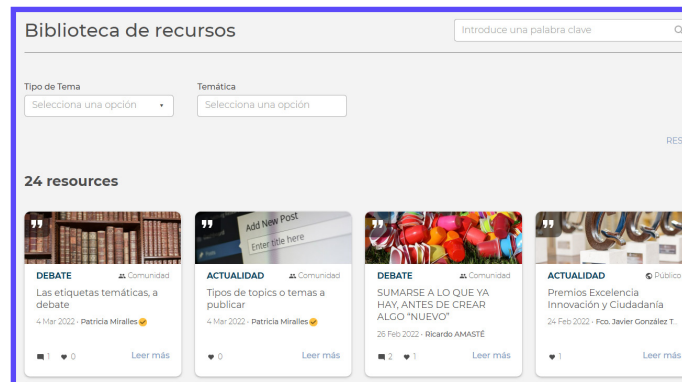 Biblioteca de recursos
Introduce una palabra clave
Tipo de Tema
Temática
Selecciona una opción
Selecciona una opción
RES
24 resources
Add New Post
Enter title here
DEBATE
Comunidad
Las etiquetas temáticas, a
debate
4 Mar 2022 - Patricia Miralles
1
0
Leer más
ACTUALIDAD
Comunidad
Tipos de topics o temas a
publicar
4 Mar 2022 - Patricia Miralles
0
Leer más
DEBATE
Comunidad
SUMARSE A LO QUE YA
HAY, ANTES DE CREAR
ALGO “NUEVO”
26 Feb 2022 - Ricardo AMASTÉ
2
1
Leer más
ACTUALIDAD
Público
Premios Excelencia
Innovación y Ciudadanía
24 Feb 2022 - Fco. Javier González T...
1
Leer más